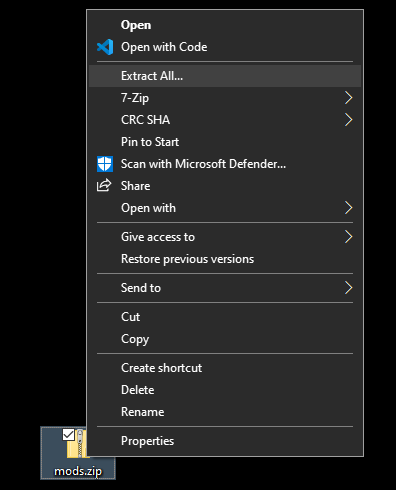 Open
Open with Code
Extract All...
7-Zip
CRC SHA
Pin to Start
Scan with Microsoft Defender...
Share
Open with
Give access to
Restore previous versions
Send to
Cut
Copy
Create shortcut
Delete
Rename
Properties
mods.zip